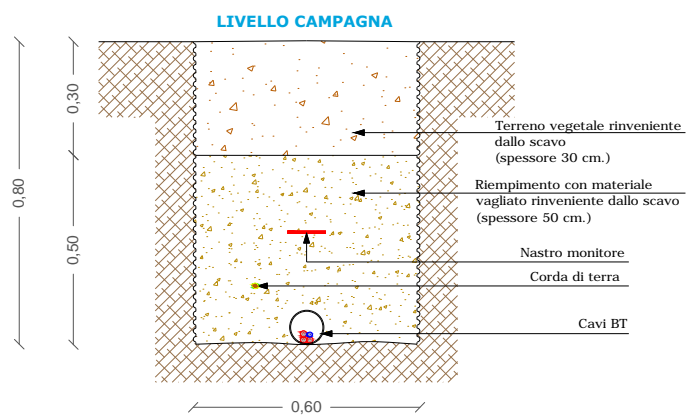 LIVELLO CAMPAGNA
0,30
0,80
0,50
Terreno vegetale rinveniente
dallo scavo
(spessore 30 cm.)
Riempimento con materiale
vagliato rinveniente dallo scavo
(spessore 50 cm.)
Nastro monitore
Corda di terra
Cavi BT
0,60